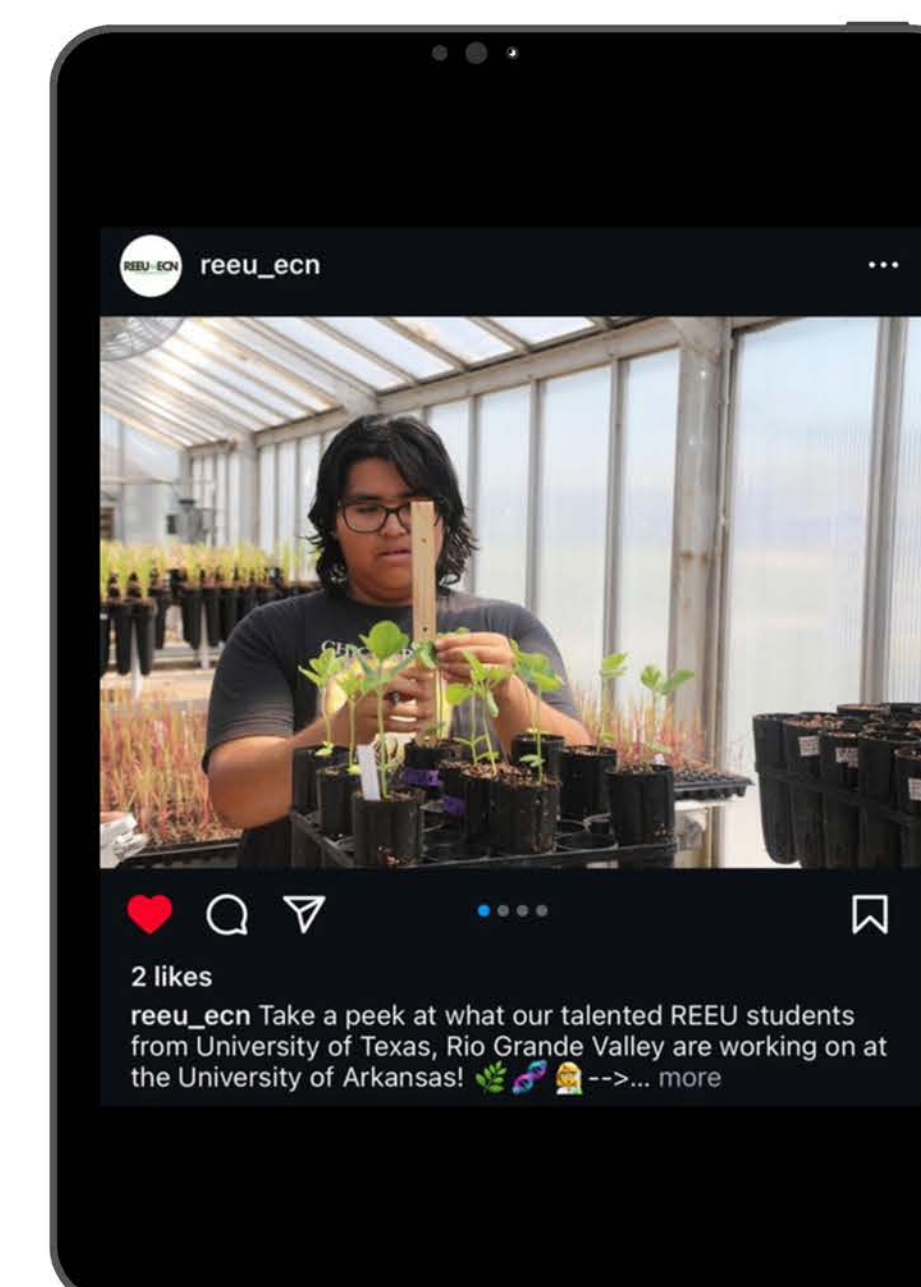 REEU ECN
reeu_ecn
2 likes
reeu_ecn Take a peek at what our talented REEU students
from University of Texas, Rio Grande Valley are working on at
the University of Arkansas! 🌿🧬👩‍🔬-->... more